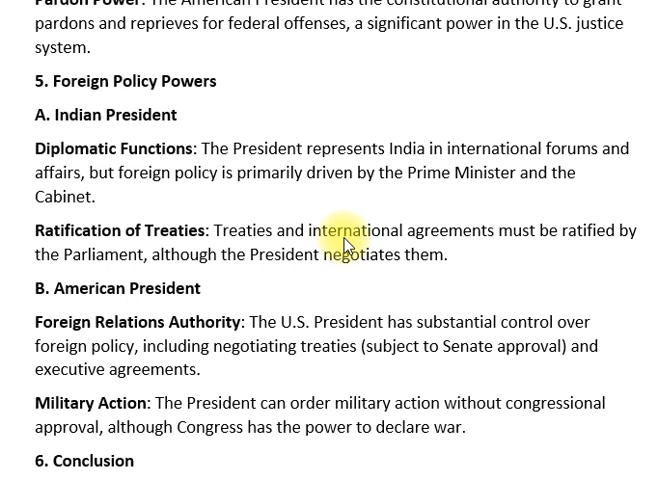 Pardon Power: The American President has the constitutional authority to grant
pardons and reprieves for federal offenses, a significant power in the U.S. justice
system.
5. Foreign Policy Powers
A. Indian President
Diplomatic Functions: The President represents India in international forums and
affairs, but foreign policy is primarily driven by the Prime Minister and the
Cabinet.
Ratification of Treaties: Treaties and international agreements must be ratified by
the Parliament, although the President negotiates them.
B. American President
Foreign Relations Authority: The U.S. President has substantial control over
foreign policy, including negotiating treaties (subject to Senate approval) and
executive agreements.
Military Action: The President can order military action without congressional
approval, although Congress has the power to declare war.
6. Conclusion